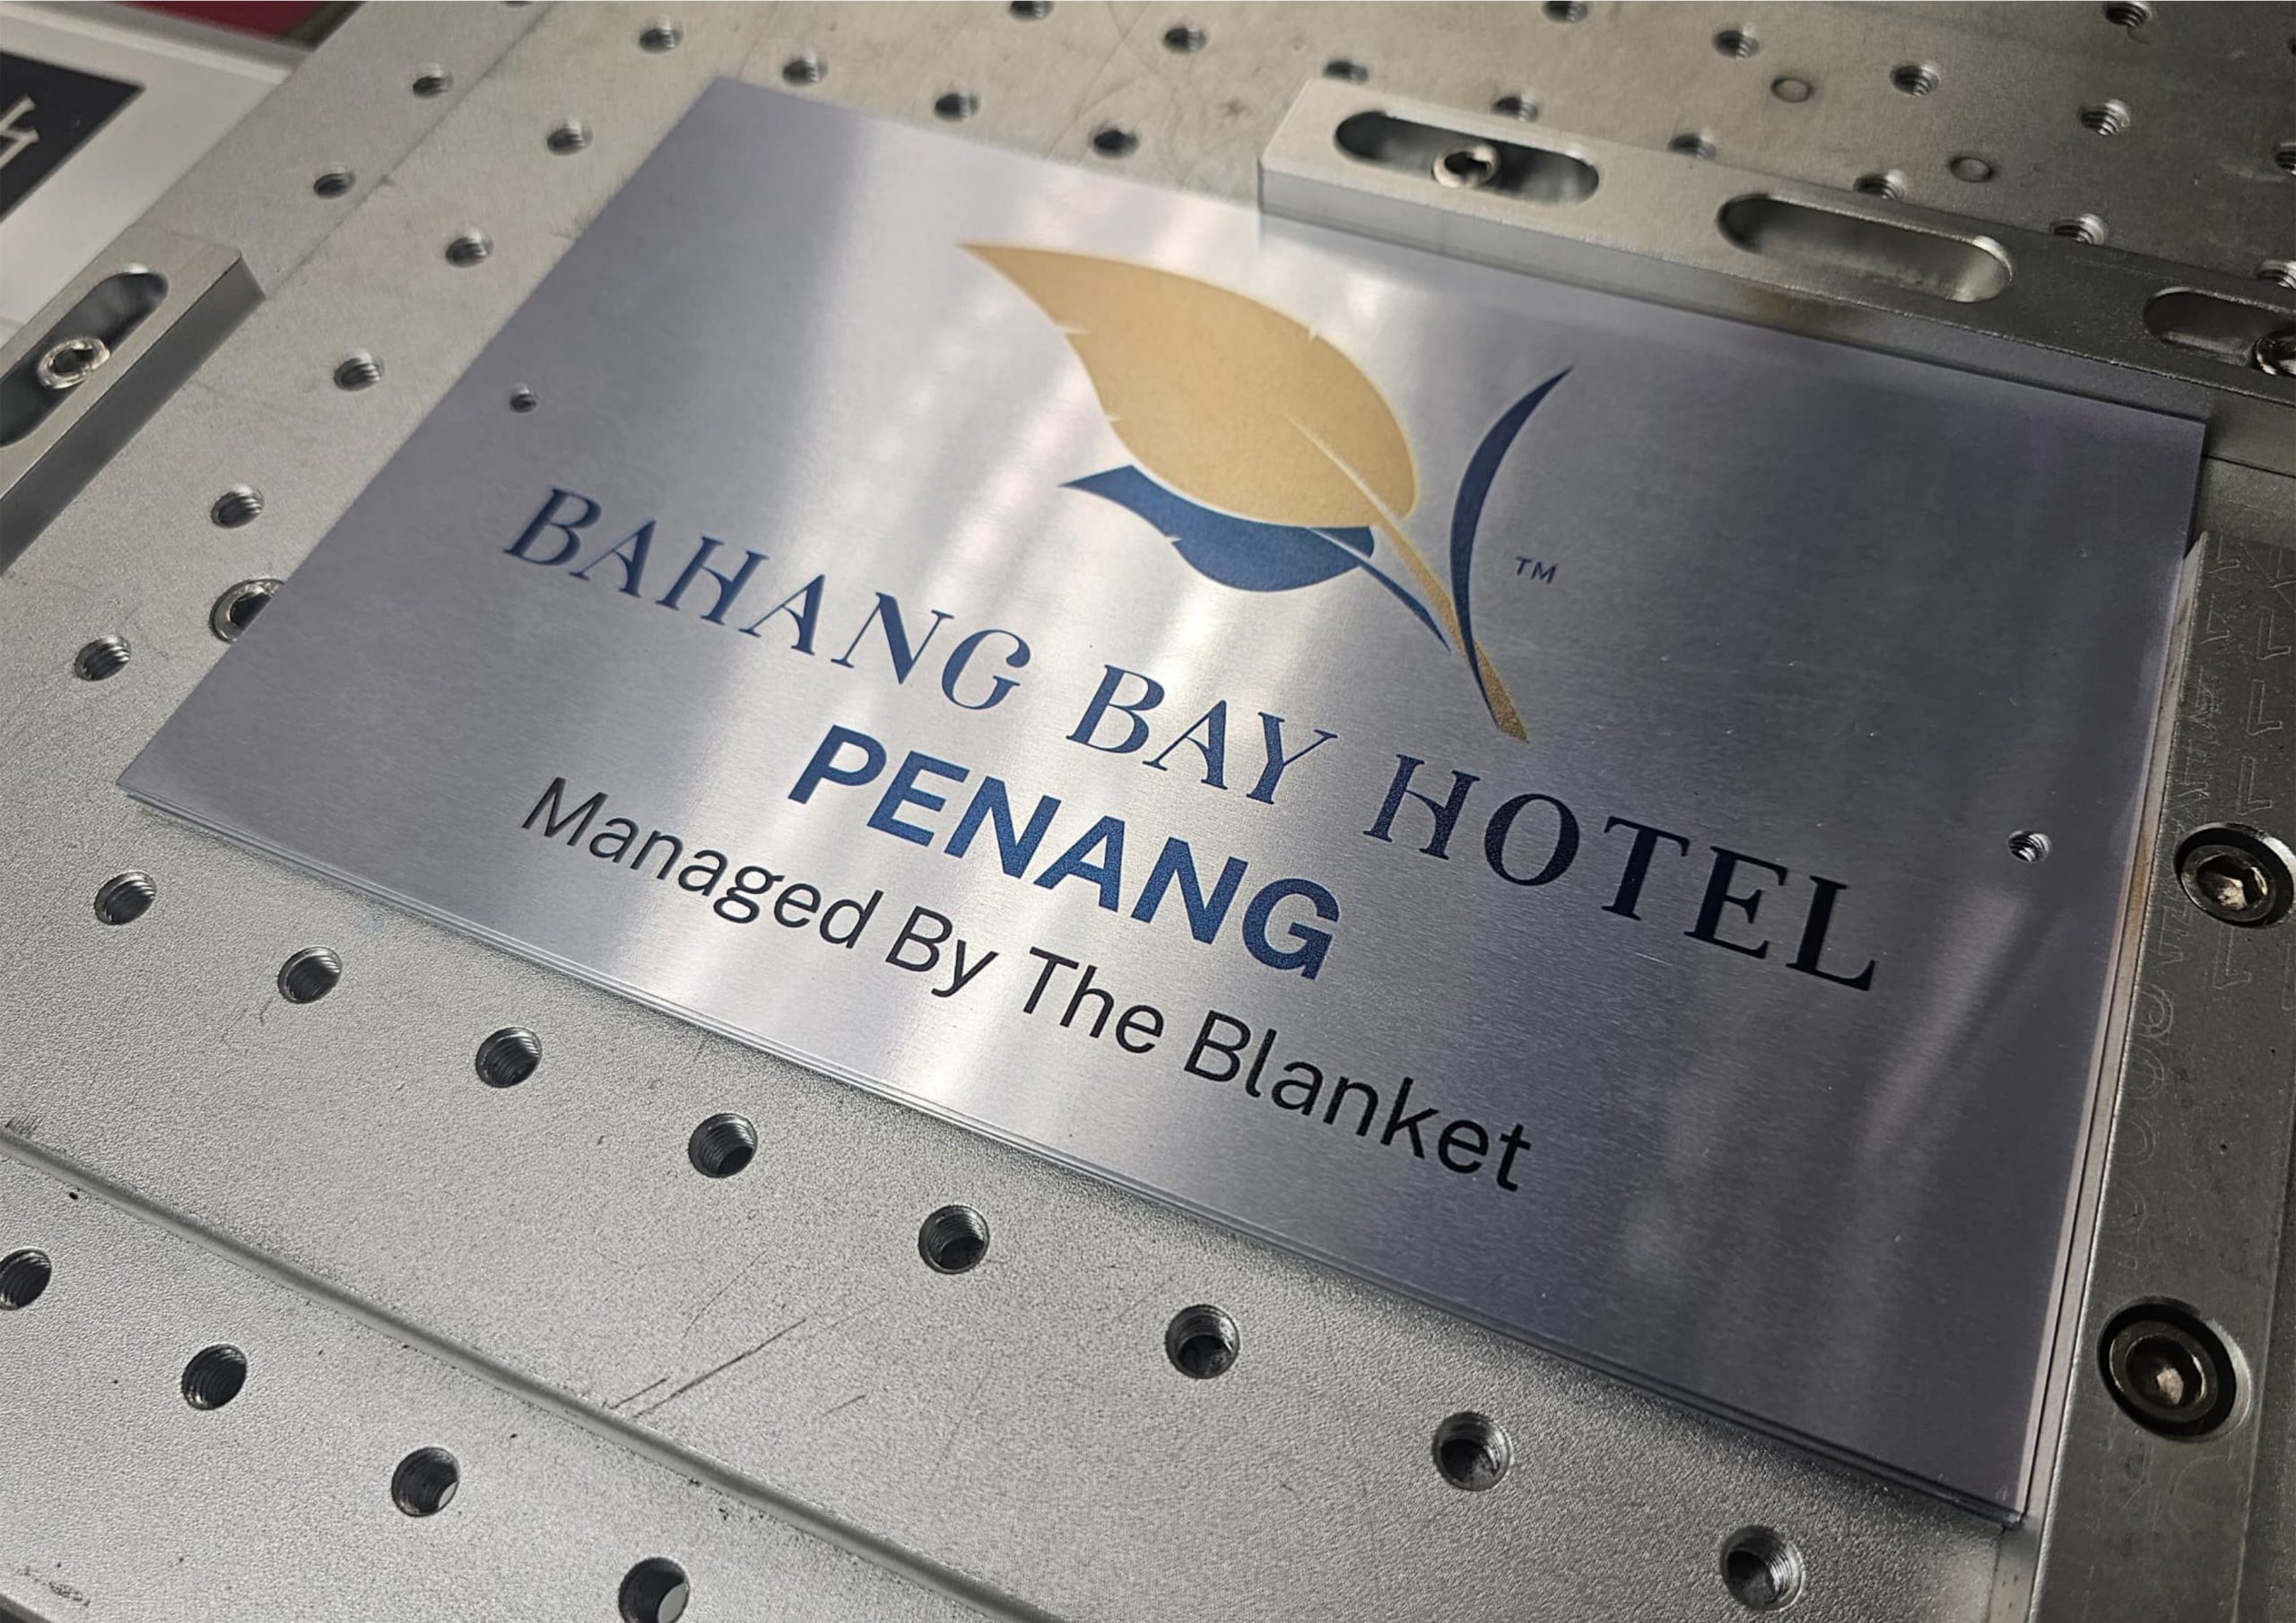 ™
BAHANG BAY HOTEL
PENANG
Managed By The Blanket